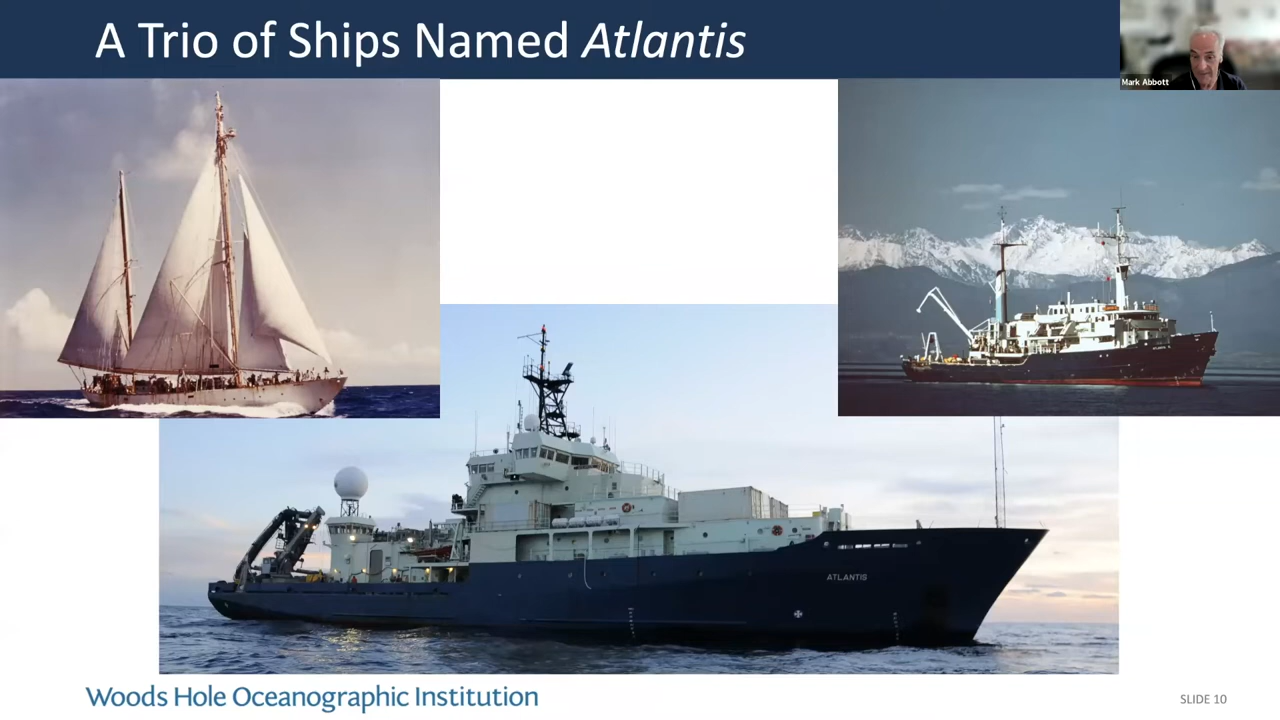 A Trio of Ships Named Atlantis
Mark Abbott
ATLANTIS
Woods Hole Oceanographic Institution
SLIDE 10